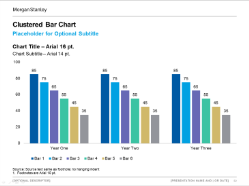 Morgan Stanley
Clustered Bar Chart
Placeholder for Optional Subtitle
Chart Title – Arial 16 pt.
Chart Subtitle – Arial 14 pt.
100
80
60
40
20
0
85 75 65 55 45 35
85 75 65 55 45 35
85 75 65 55 45 35
Year One Year Two Year Three
Bar 1 Bar 2 Bar 3 Bar 4 Bar 5 Bar 6